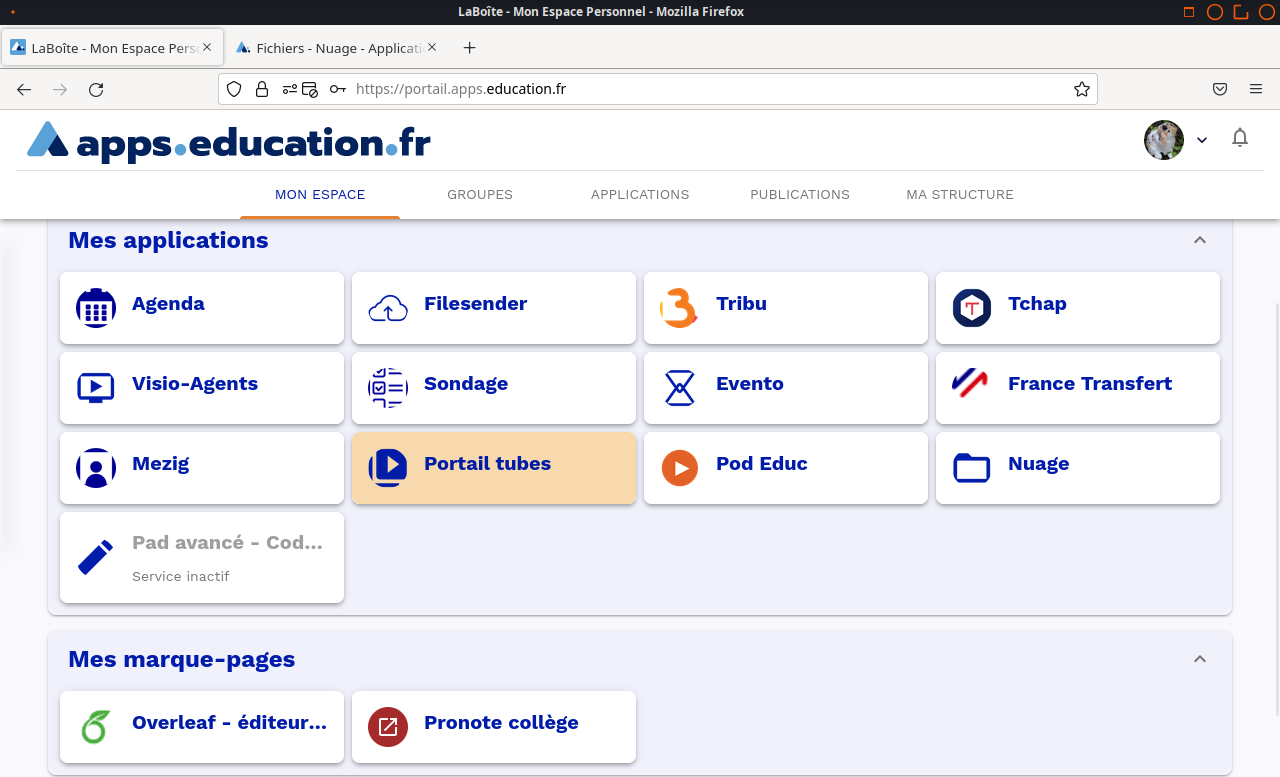 LaBoîte - Mon Espace Personnel - Mozilla Firefox
LaBoîte - Mon Espace Pers
Fichiers - Nuage - Applicati
https://portail.apps.education.fr
apps.education.fr
MON ESPACE
GROUPES
APPLICATIONS
PUBLICATIONS
MA STRUCTURE
Mes applications
Agenda
Filesender
Tribu
Tchap
Visio-Agents
Sondage
Evento
France Transfert
Mezig
Portail tubes
Pod Educ
Nuage
Pad avancé - Cod...
Service inactif
Mes marque-pages
Overleaf - éditeur...
Pronote collège